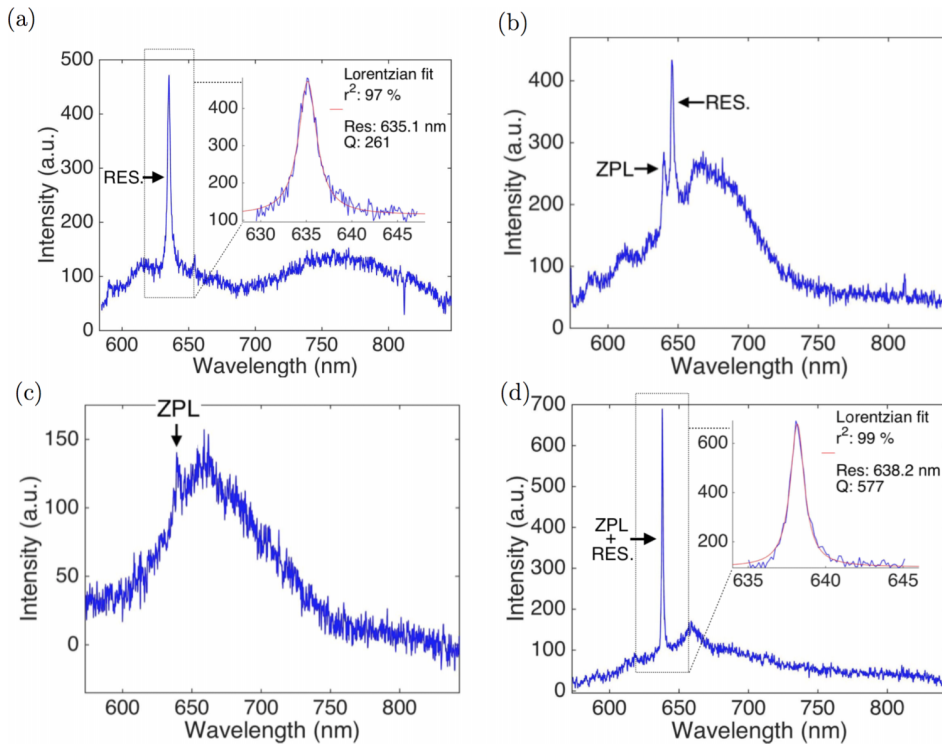 (a)
500
400
300
200
100
0
Intensity (a.u.)
600
650
700
750
800
Wavelength (nm)
RES.
Lorentzian fit
r²: 97 %
Res: 635.1 nm
Q: 261
400
300
200
100
630
635
640
645
(b)
400
300
200
100
0
Intensity (a.u.)
600
650
700
750
800
Wavelength (nm)
ZPL
RES.
(c)
150
100
50
0
Intensity (a.u.)
600
650
700
750
800
Wavelength (nm)
ZPL
(d)
700
600
500
400
300
200
100
0
Intensity (a.u.)
600
650
700
750
800
Wavelength (nm)
ZPL
+
RES.
Lorentzian fit
r²: 99 %
Res: 638.2 nm
Q: 577
600
400
200
635
640
645